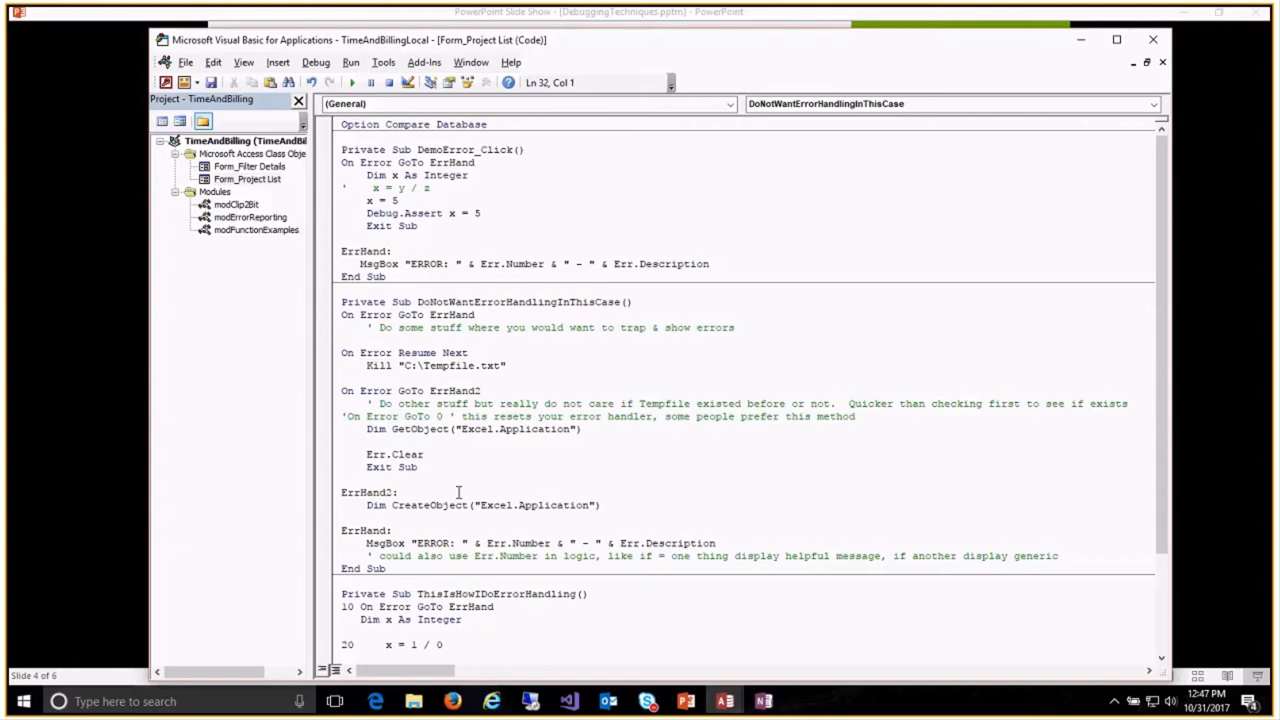 PowerPoint Slide Show - [DebuggingTechniques.pptm] - PowerPoint
Microsoft Visual Basic for Applications - TimeAndBillingLocal - [Form_Project List (Code)]
File Edit View Insert Debug Run Tools Add-Ins Window Help
Ln 32, Col 1
Project - TimeAndBilling
(General)
DoNotWantErrorHandlingInThisCase
TimeAndBilling (TimeAndBil
Microsoft Access Class Obje
Form_Filter Details
Form_Project List
Modules
modClip2Bit
modErrorReporting
modFunctionExamples
Option Compare Database
Private Sub DemoError_Click()
On Error GoTo ErrHand
Dim x As Integer
' x = y / z
x = 5
Debug.Assert x = 5
Exit Sub
ErrHand:
MsgBox "ERROR: " & Err.Number & " - " & Err.Description
End Sub
Private Sub DoNotWantErrorHandlingInThisCase()
On Error GoTo ErrHand
' Do some stuff where you would want to trap & show errors
On Error Resume Next
Kill "C:\Tempfile.txt"
On Error GoTo ErrHand2
' Do other stuff but really do not care if Tempfile existed before or not.  Quicker than checking first to see if exists
'On Error GoTo 0 ' this resets your error handler, some people prefer this method
Dim GetObject("Excel.Application")
Err.Clear
Exit Sub
ErrHand2:
Dim CreateObject("Excel.Application")
ErrHand:
MsgBox "ERROR: " & Err.Number & " - " & Err.Description
' could also use Err.Number in logic, like if = one thing display helpful message, if another display generic
End Sub
Private Sub ThisIsHowIDoErrorHandling()
10 On Error GoTo ErrHand
Dim x As Integer
20 x = 1 / 0
Slide 4 of 6
Type here to search
12:47 PM
10/31/2017
4